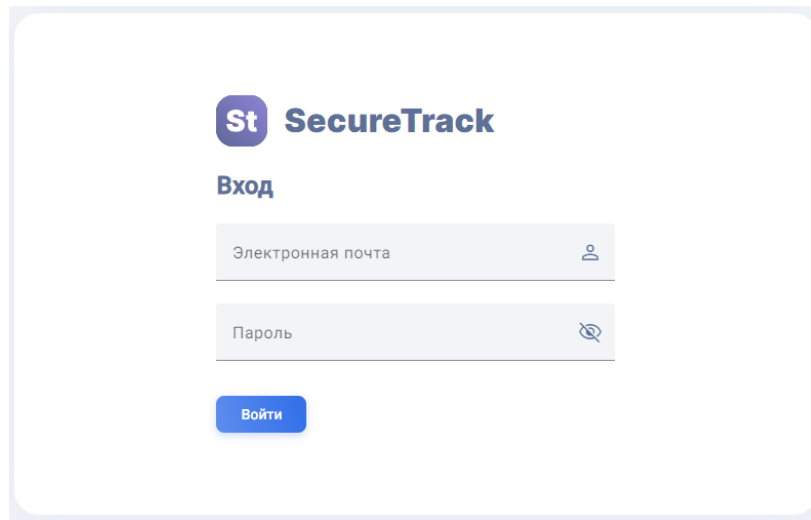 St SecureTrack
Вход
Электронная почта
Пароль
Войти